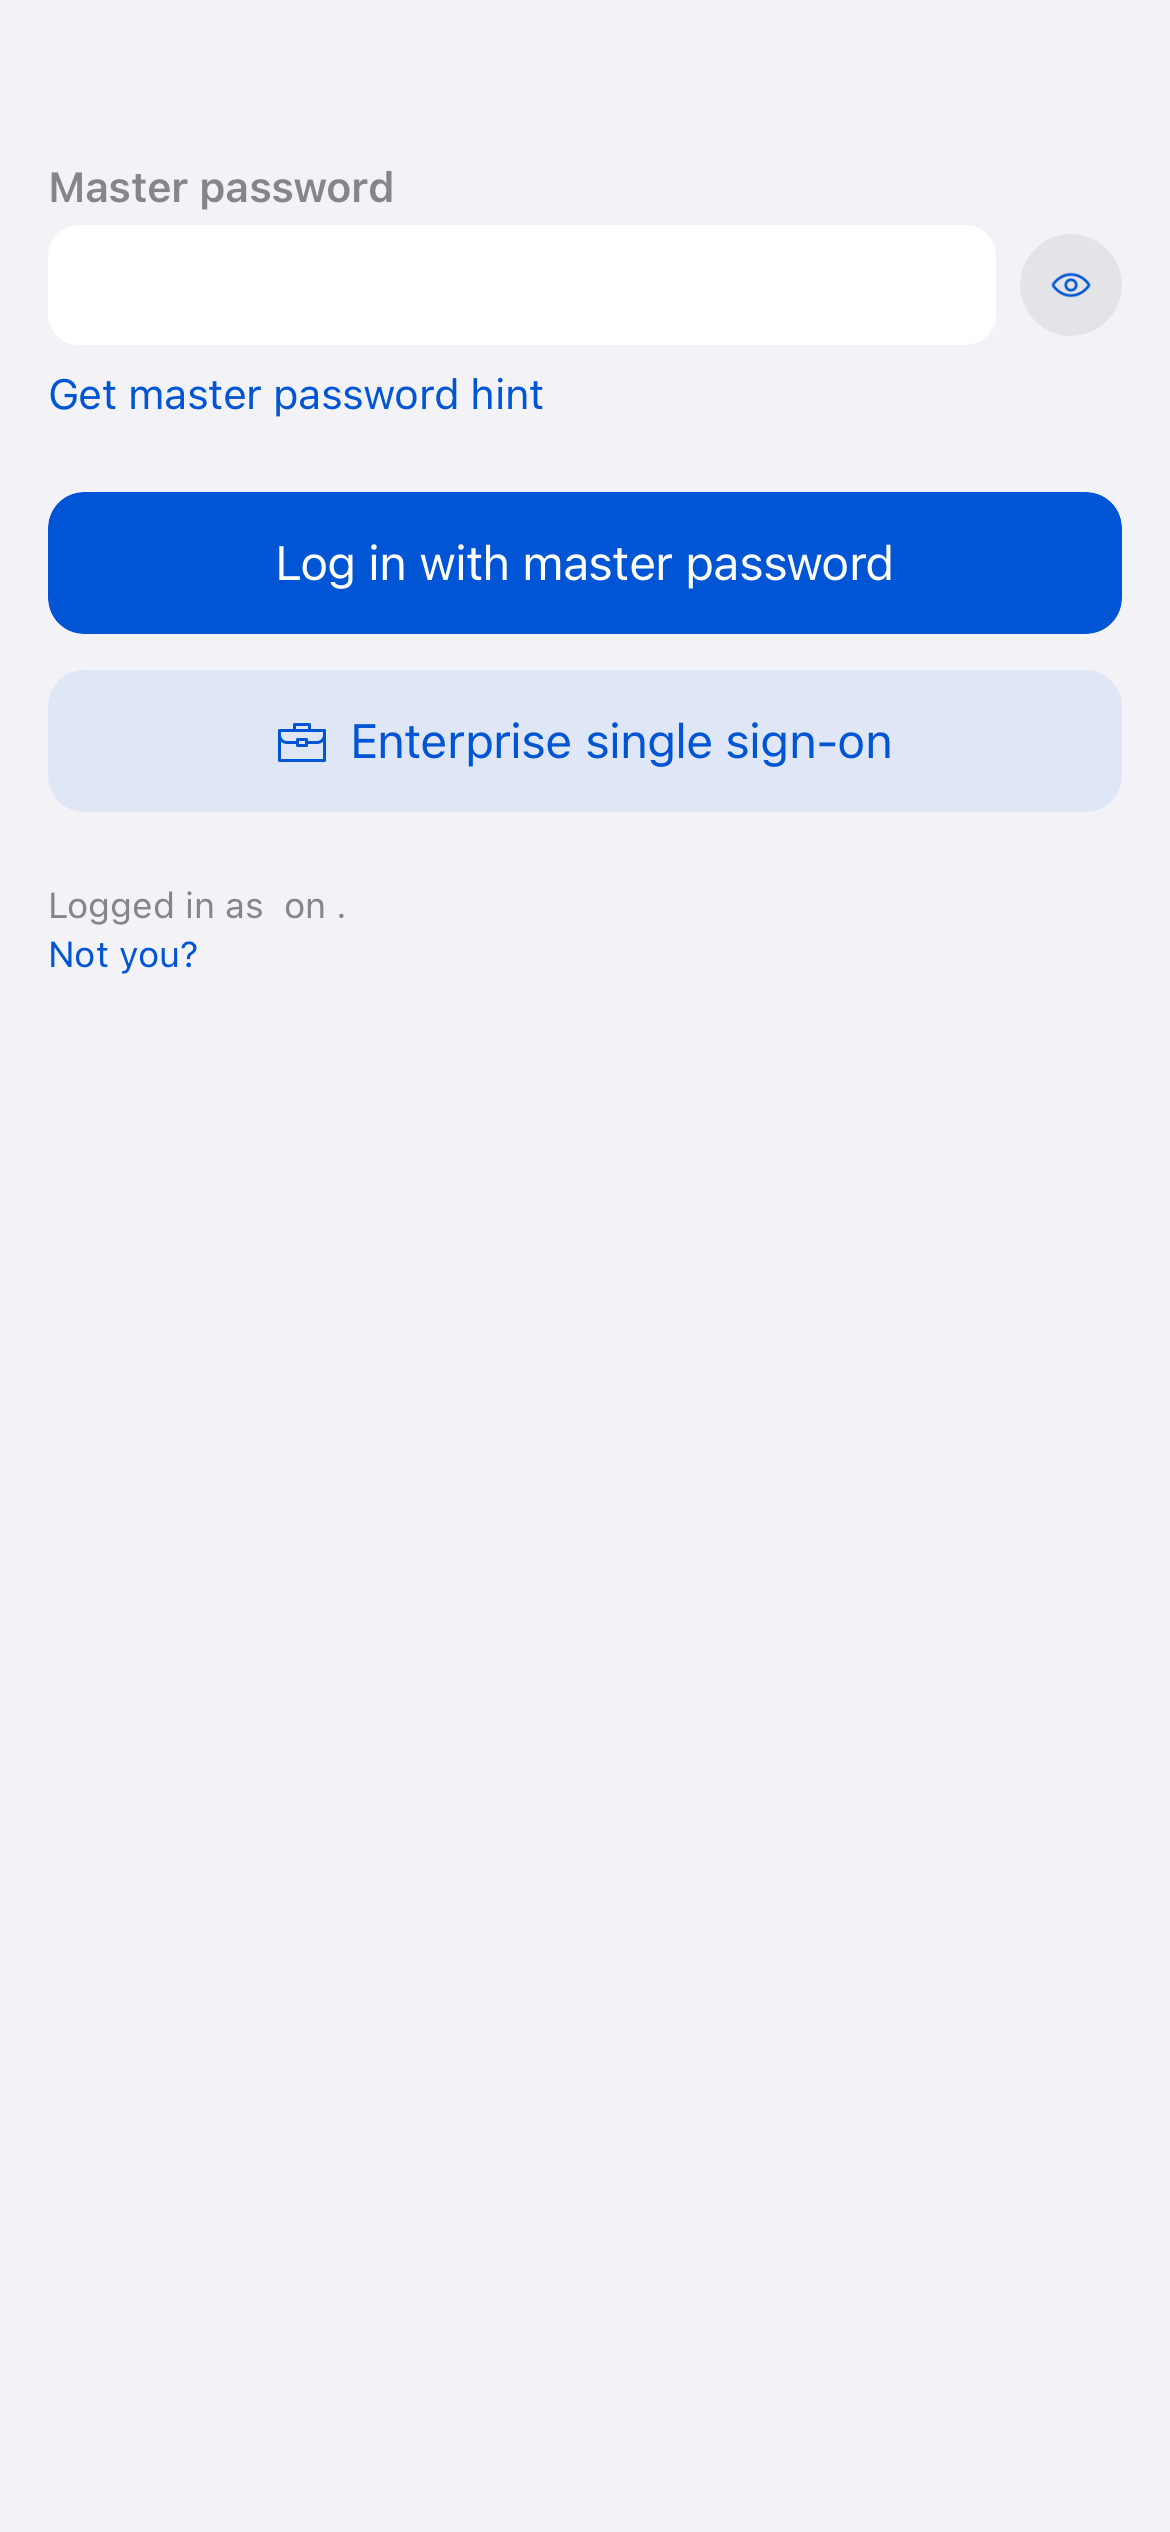 Master password
Get master password hint
Log in with master password
Enterprise single sign-on
Logged in as  on .
Not you?